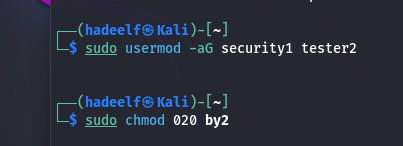 ┌──(hadeelf㉿Kali)-[~]
└─$ sudo usermod -aG security1 tester2
┌──(hadeelf㉿Kali)-[~]
└─$ sudo chmod 020 by2